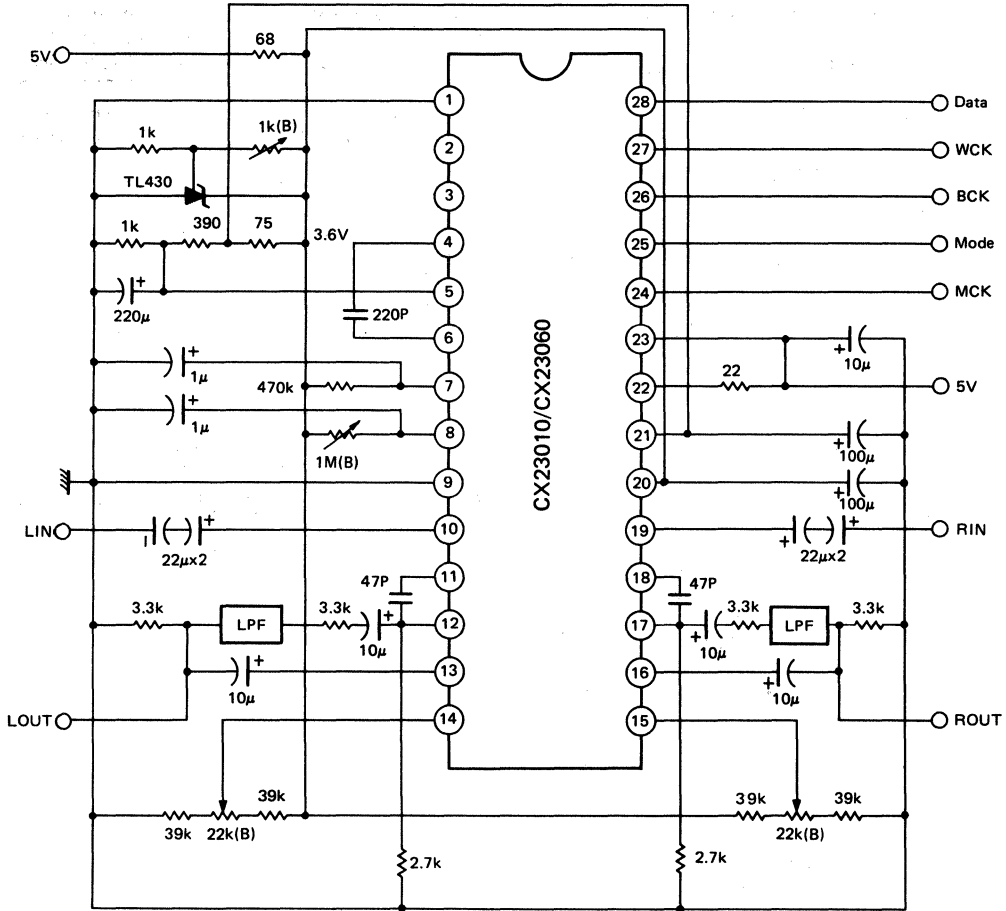 5V
68
1
28
Data
1k
1k(B)
2
27
WCK
TL430
3
26
BCK
1k
390
75
3.6V
4
25
Mode
220μ
+
5
24
MCK
220P
6
23
+
10μ
+
1μ
470k
7
22
22
5V
+
1μ
1M(B)
8
21
+
100μ
9
20
+
100μ
CX23010/CX23060
LIN
+
22μx2
10
19
+
22μx2
+
RIN
47P
11
18
47P
3.3k
LPF
3.3k
+
10μ
12
17
+
10μ
3.3k
LPF
3.3k
+
10μ
13
16
+
10μ
LOUT
14
15
ROUT
39k
22k(B)
39k
39k
22k(B)
39k
2.7k
2.7k